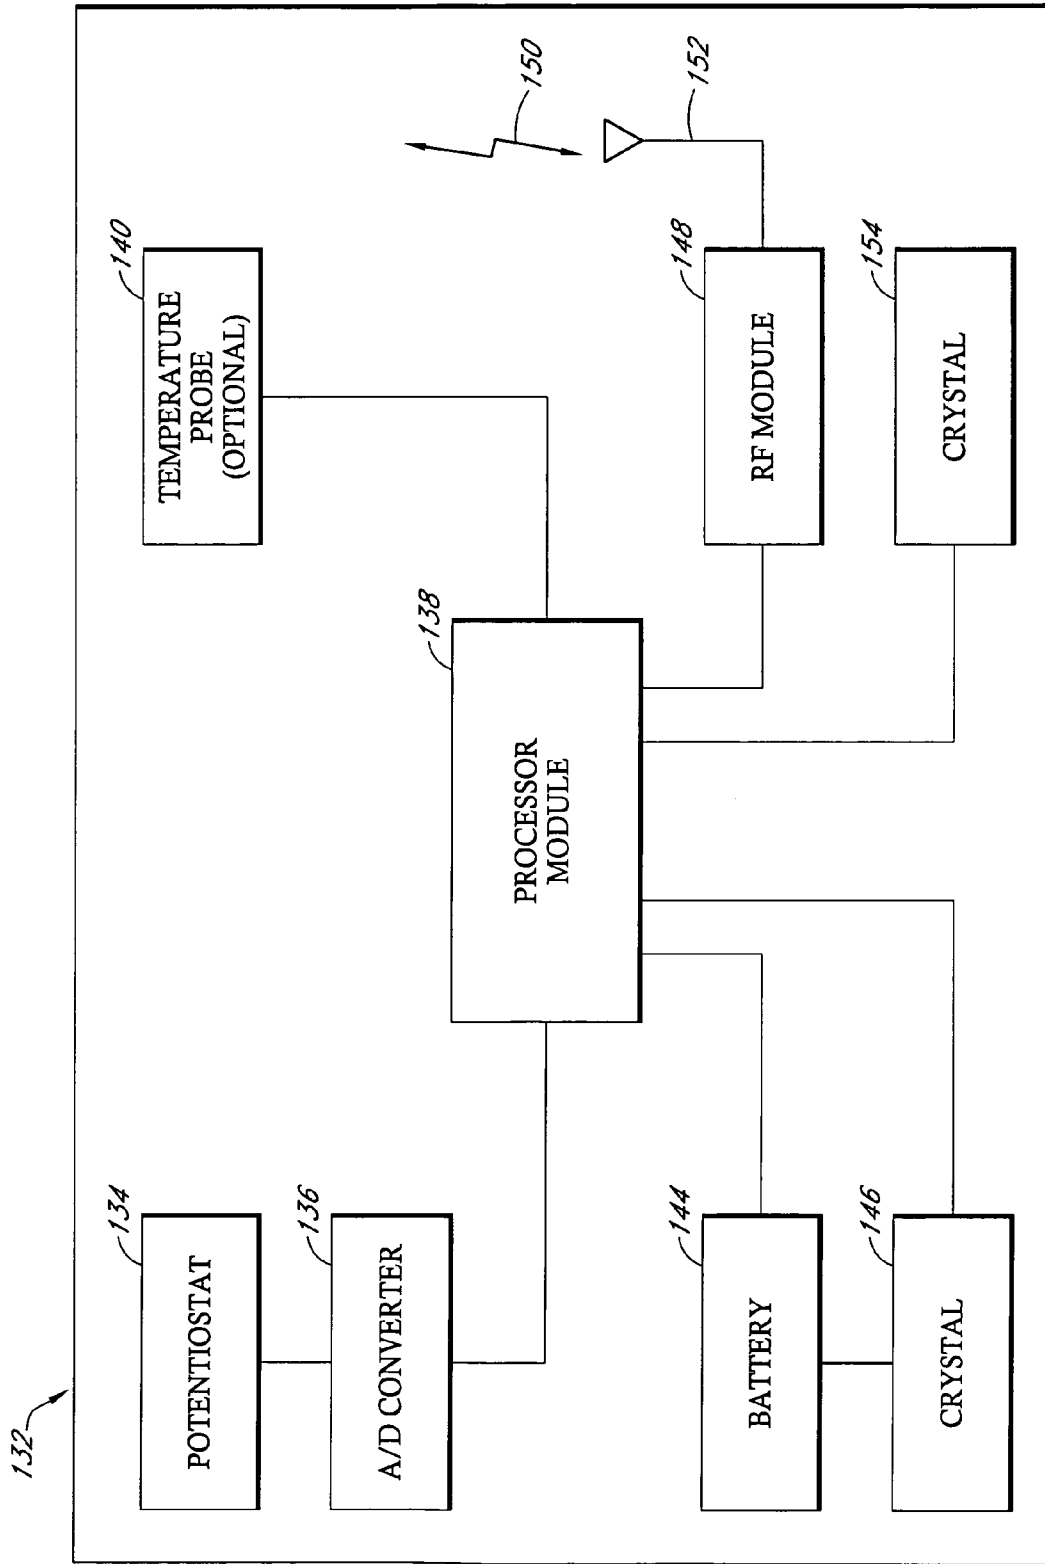 132
134
POTENTIOSTAT
136
A/D CONVERTER
138
PROCESSOR
MODULE
140
TEMPERATURE
PROBE
(OPTIONAL)
144
BATTERY
146
CRYSTAL
148
RF MODULE
150
152
154
CRYSTAL